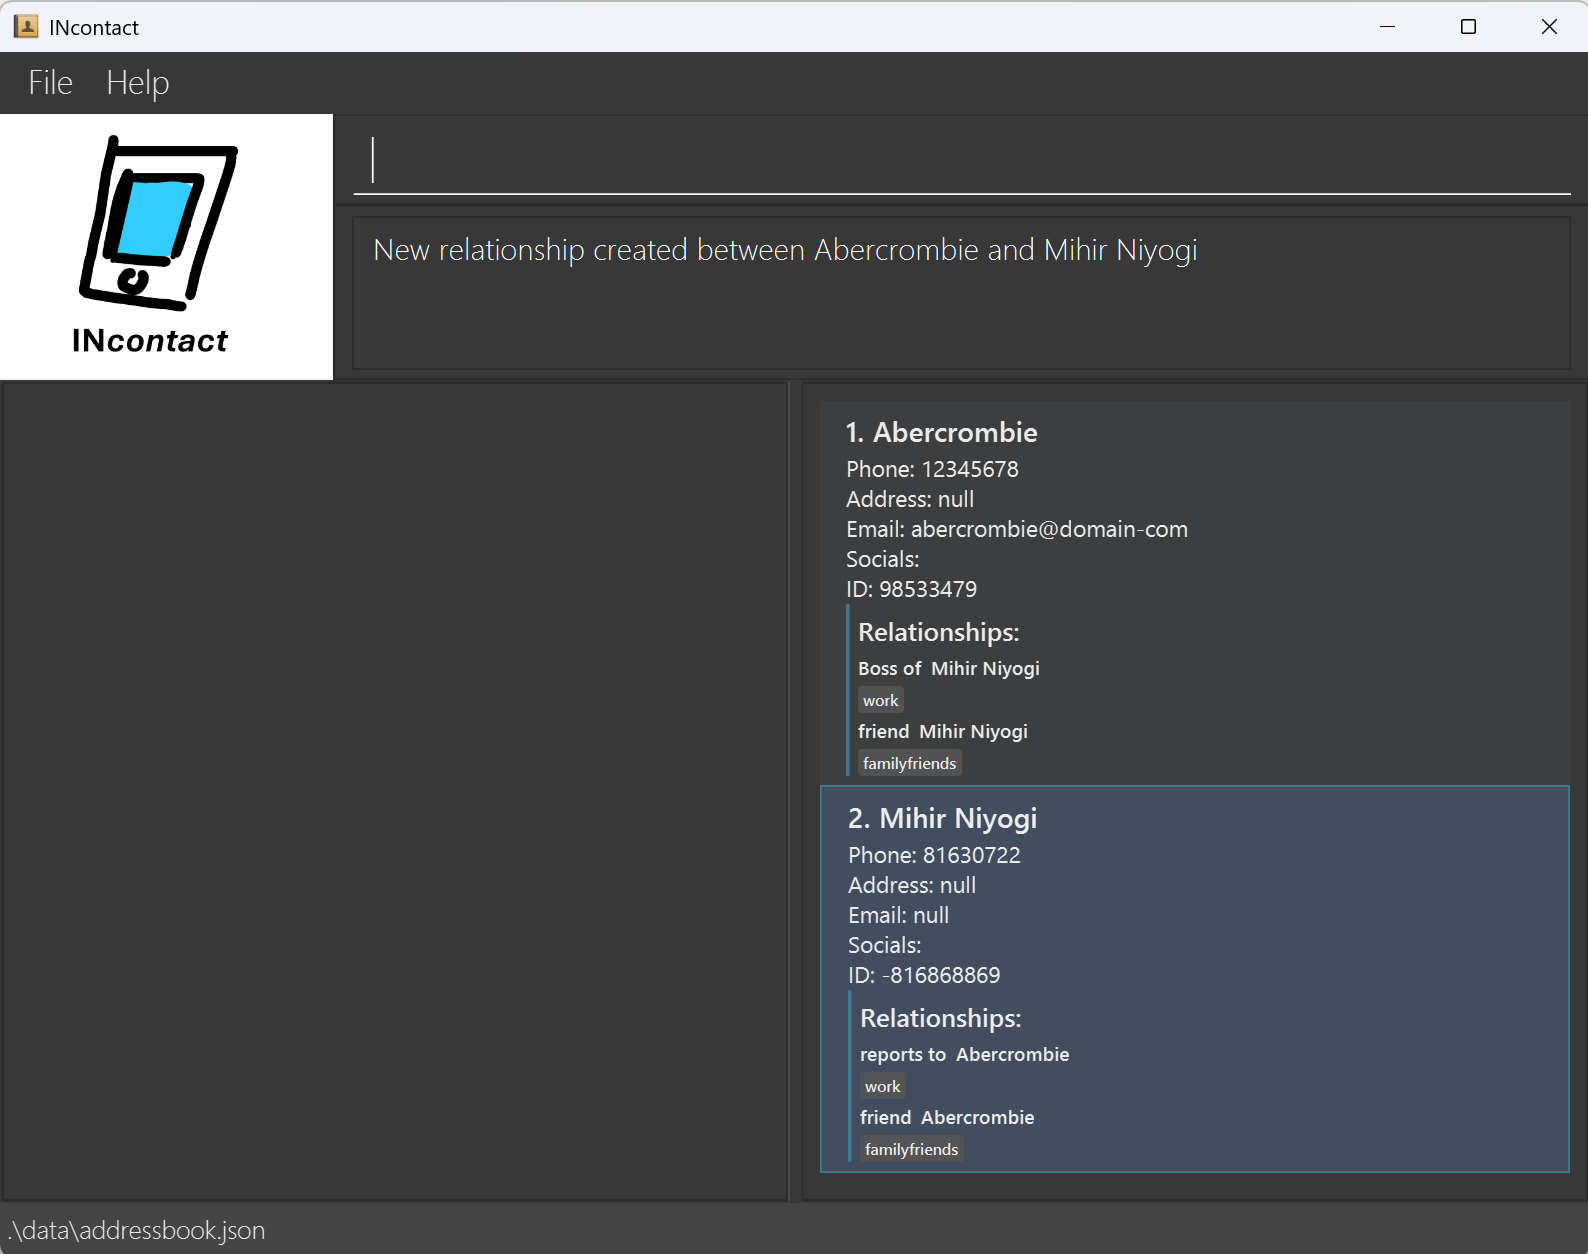 INcontact
File Help
INcontact
New relationship created between Abercrombie and Mihir Niyogi
1. Abercrombie
Phone: 12345678
Address: null
Email: abercrombie@domain-com
Socials:
ID: 98533479
Relationships:
Boss of Mihir Niyogi
work
friend Mihir Niyogi
familyfriends
2. Mihir Niyogi
Phone: 81630722
Address: null
Email: null
Socials:
ID: -816868869
Relationships:
reports to Abercrombie
work
friend Abercrombie
familyfriends
.\data\addressbook.json